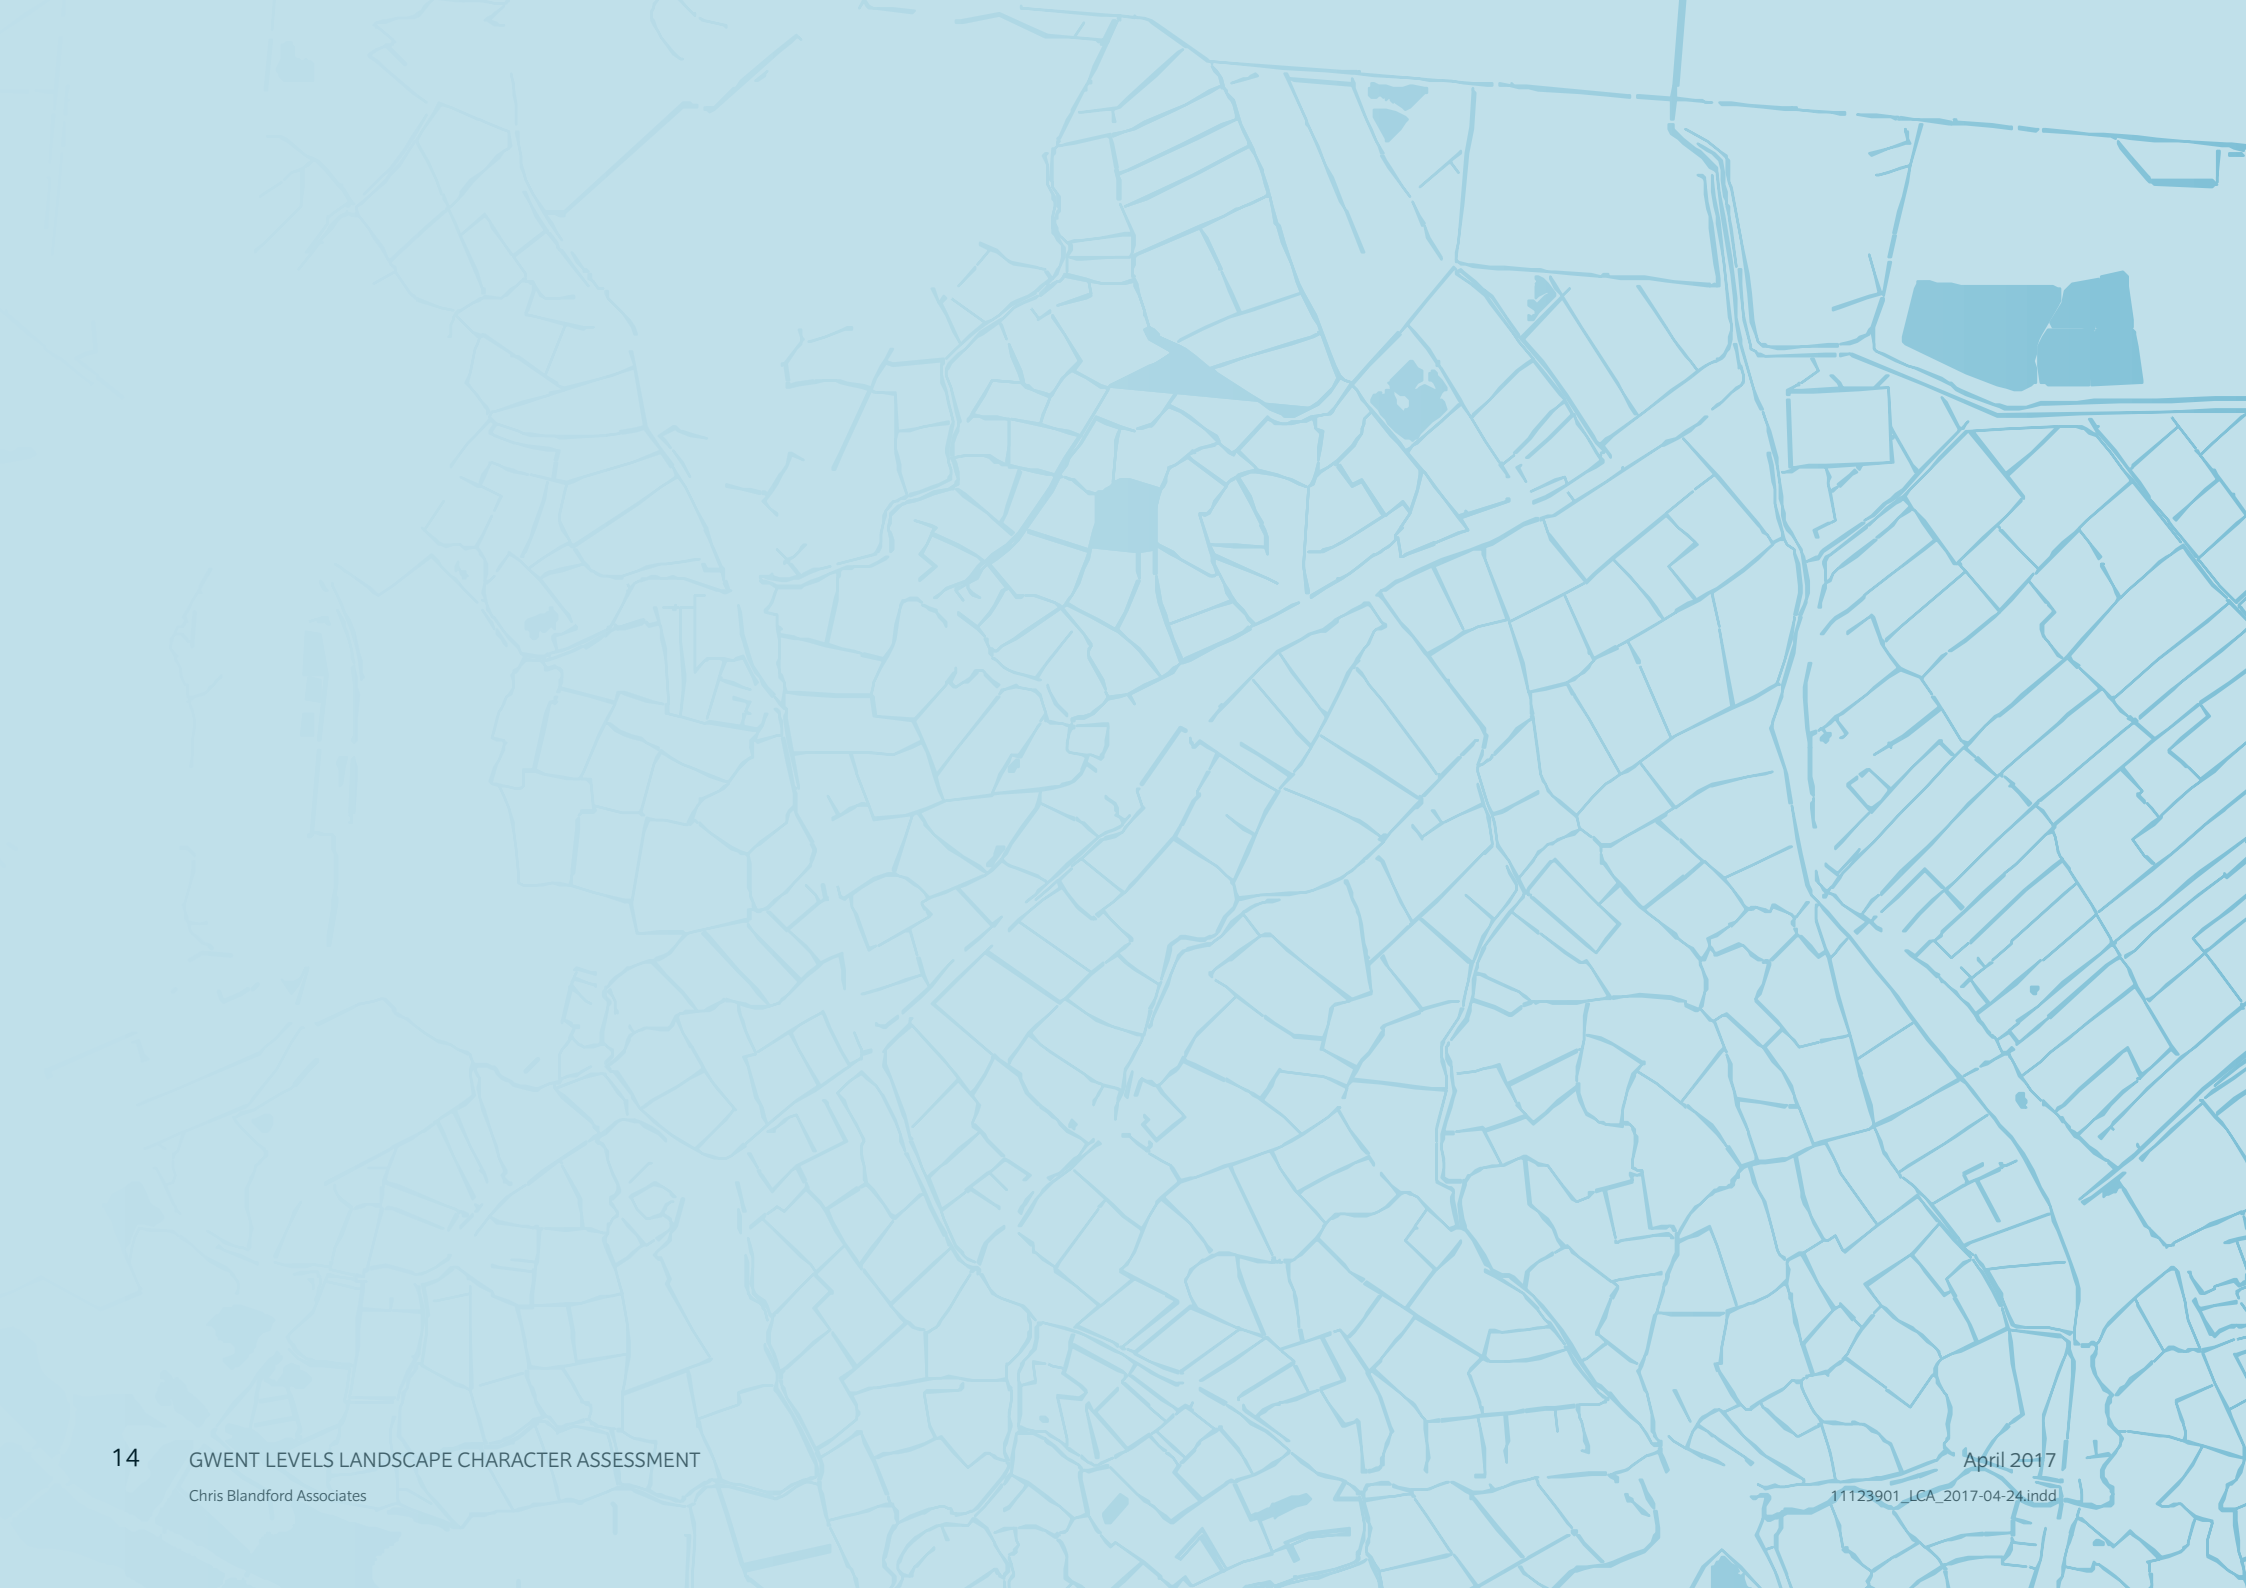 14 GWENT LEVELS LANDSCAPE CHARACTER ASSESSMENT
Chris Blandford Associates
April 2017
11123901_LCA_2017-04-24.indd